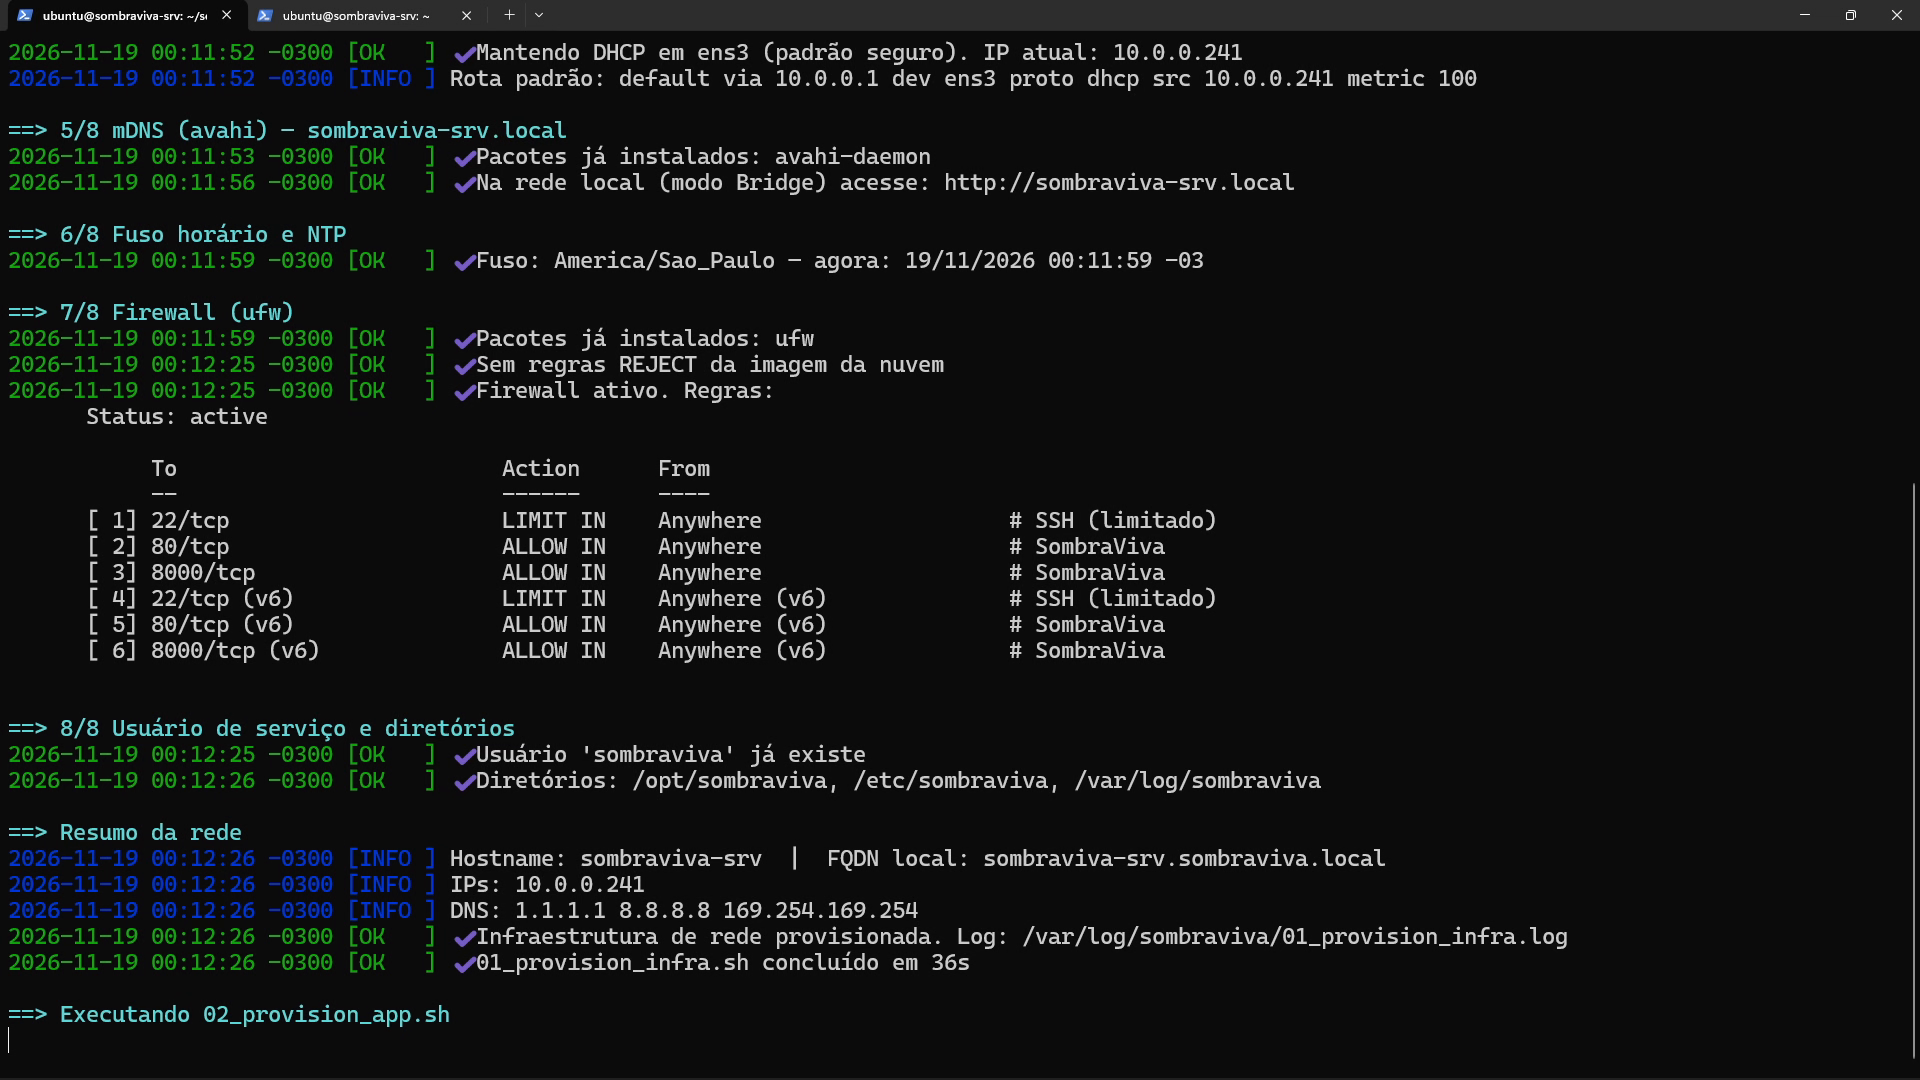 ubuntu@sombraviva-srv: ~/s
ubuntu@sombraviva-srv: ~
2026-11-19 00:11:52 -0300 [OK   ] ✔Mantendo DHCP em ens3 (padrão seguro). IP atual: 10.0.0.241
2026-11-19 00:11:52 -0300 [INFO ] Rota padrão: default via 10.0.0.1 dev ens3 proto dhcp src 10.0.0.241 metric 100
==> 5/8 mDNS (avahi) — sombraviva-srv.local
2026-11-19 00:11:53 -0300 [OK   ] ✔Pacotes já instalados: avahi-daemon
2026-11-19 00:11:56 -0300 [OK   ] ✔Na rede local (modo Bridge) acesse: http://sombraviva-srv.local
==> 6/8 Fuso horário e NTP
2026-11-19 00:11:59 -0300 [OK   ] ✔Fuso: America/Sao_Paulo — agora: 19/11/2026 00:11:59 -03
==> 7/8 Firewall (ufw)
2026-11-19 00:11:59 -0300 [OK   ] ✔Pacotes já instalados: ufw
2026-11-19 00:12:25 -0300 [OK   ] ✔Sem regras REJECT da imagem da nuvem
2026-11-19 00:12:25 -0300 [OK   ] ✔Firewall ativo. Regras:
Status: active
To                         Action      From
--                         ------      ----
[ 1] 22/tcp                     LIMIT IN    Anywhere                   # SSH (limitado)
[ 2] 80/tcp                     ALLOW IN    Anywhere                   # SombraViva
[ 3] 8000/tcp                   ALLOW IN    Anywhere                   # SombraViva
[ 4] 22/tcp (v6)                LIMIT IN    Anywhere (v6)              # SSH (limitado)
[ 5] 80/tcp (v6)                ALLOW IN    Anywhere (v6)              # SombraViva
[ 6] 8000/tcp (v6)              ALLOW IN    Anywhere (v6)              # SombraViva
==> 8/8 Usuário de serviço e diretórios
2026-11-19 00:12:25 -0300 [OK   ] ✔Usuário 'sombraviva' já existe
2026-11-19 00:12:26 -0300 [OK   ] ✔Diretórios: /opt/sombraviva, /etc/sombraviva, /var/log/sombraviva
==> Resumo da rede
2026-11-19 00:12:26 -0300 [INFO ] Hostname: sombraviva-srv  |  FQDN local: sombraviva-srv.sombraviva.local
2026-11-19 00:12:26 -0300 [INFO ] IPs: 10.0.0.241
2026-11-19 00:12:26 -0300 [INFO ] DNS: 1.1.1.1 8.8.8.8 169.254.169.254
2026-11-19 00:12:26 -0300 [OK   ] ✔Infraestrutura de rede provisionada. Log: /var/log/sombraviva/01_provision_infra.log
2026-11-19 00:12:26 -0300 [OK   ] ✔01_provision_infra.sh concluído em 36s
==> Executando 02_provision_app.sh